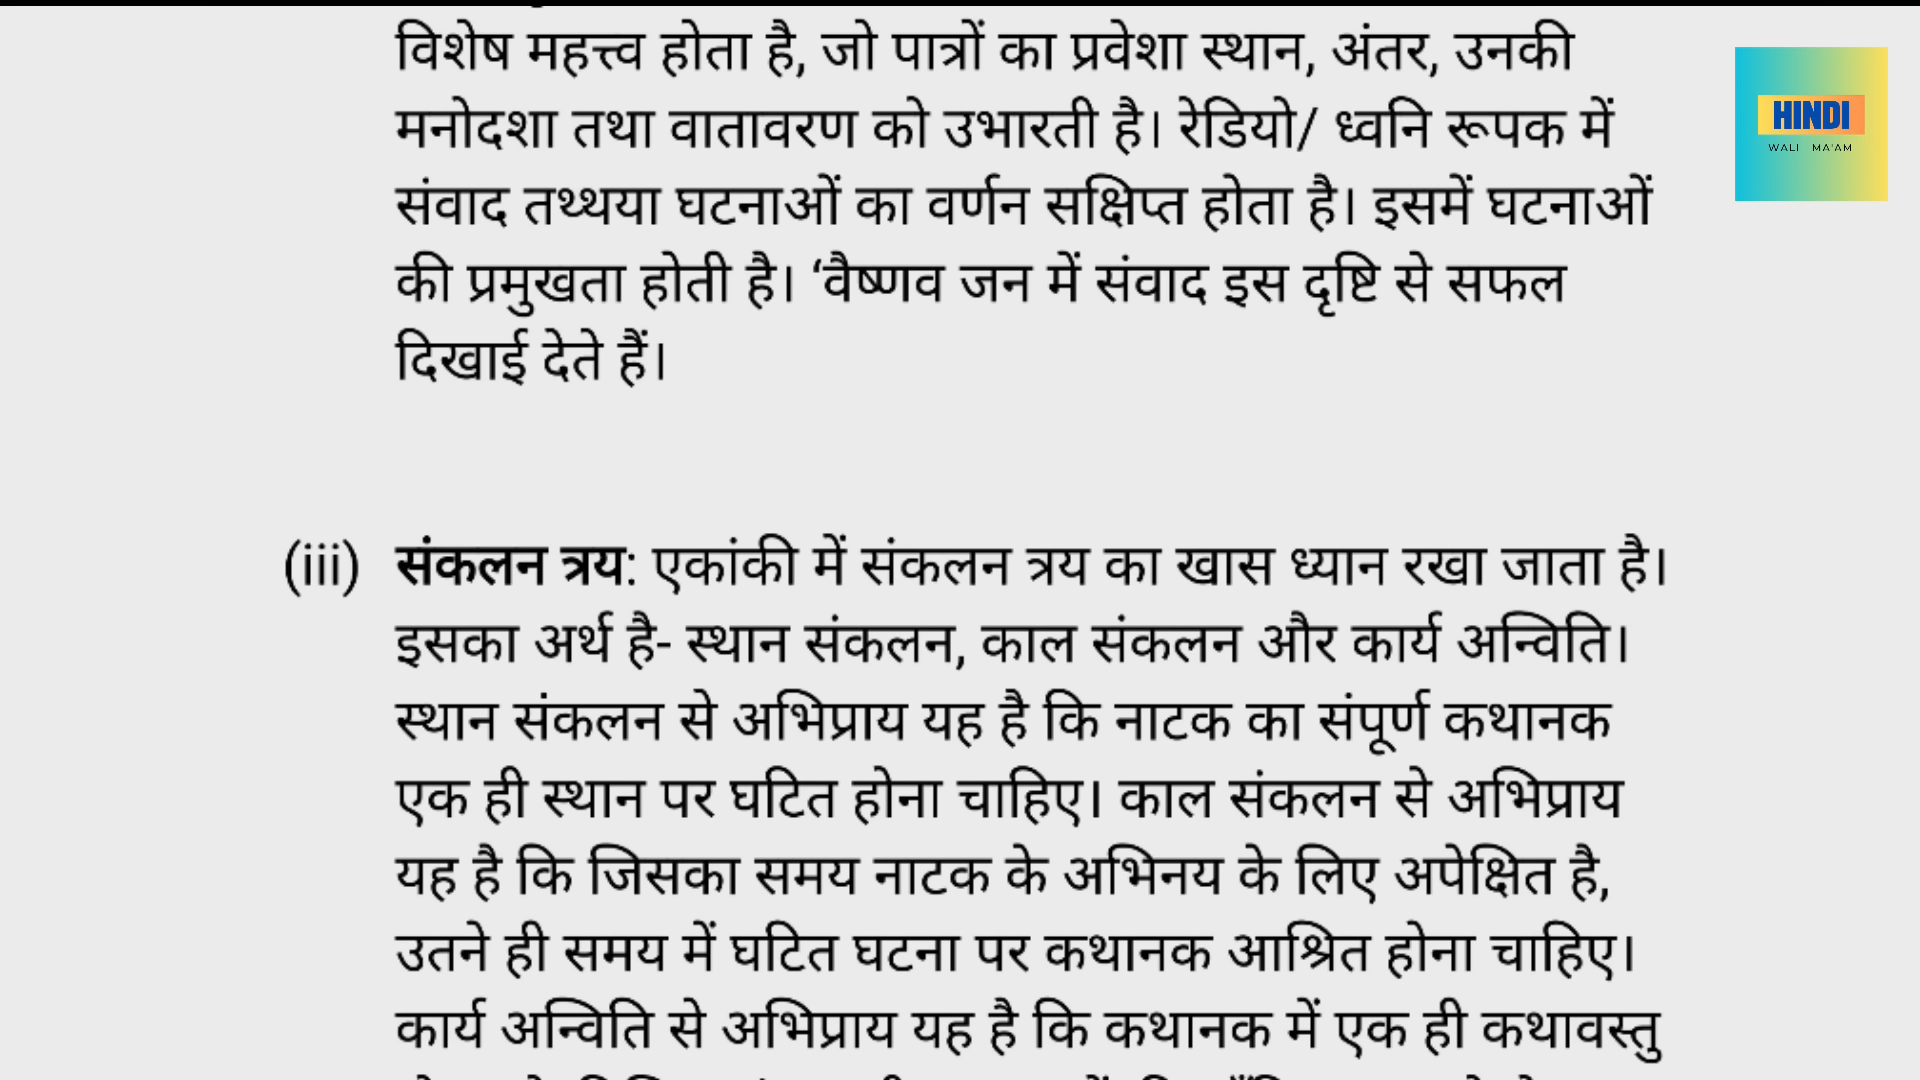 विशेष महत्त्व होता है, जो पात्रों का प्रवेशा स्थान, अंतर, उनकी
मनोदशा तथा वातावरण को उभारती है। रेडियो/ ध्वनि रूपक में
संवाद तथ्थया घटनाओं का वर्णन सक्षिप्त होता है। इसमें घटनाओं
की प्रमुखता होती है। ‘वैष्णव जन में संवाद इस दृष्टि से सफल
दिखाई देते हैं।
(iii) संकलन त्रय: एकांकी में संकलन त्रय का खास ध्यान रखा जाता है।
इसका अर्थ है- स्थान संकलन, काल संकलन और कार्य अन्विति।
स्थान संकलन से अभिप्राय यह है कि नाटक का संपूर्ण कथानक
एक ही स्थान पर घटित होना चाहिए। काल संकलन से अभिप्राय
यह है कि जिसका समय नाटक के अभिनय के लिए अपेक्षित है,
उतने ही समय में घटित घटना पर कथानक आश्रित होना चाहिए।
कार्य अन्विति से अभिप्राय यह है कि कथानक में एक ही कथावस्तु
HINDI
WALI MA'AM